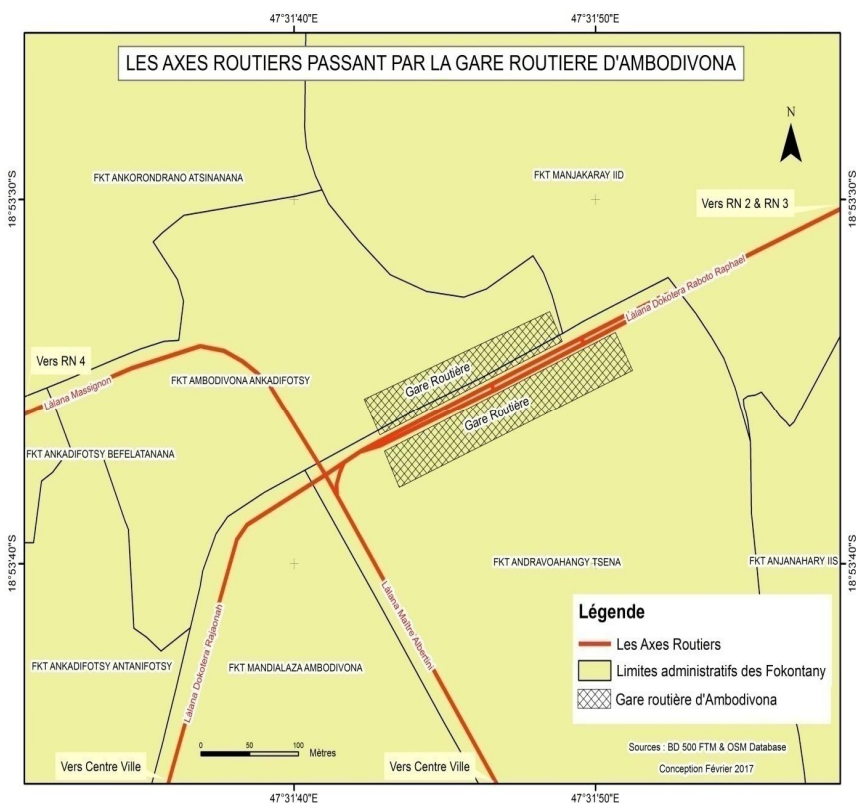 47°31'40"E
47°31'50"E
LES AXES ROUTIERS PASSANT PAR LA GARE ROUTIERE D'AMBODIVONA
N
FKT ANKORONDRANO ATSINANANA
FKT MANJAKARAY IID
18°53'30"S
18°53'30"S
Vers RN 2 & RN 3
Làlana Dokotera Raboto Raphael
Vers RN 4
Gare Routière
FKT AMBODIVONA ANKADIFOTSY
Làlana Massignon
Gare Routière
FKT ANKADIFOTSY BEFELATANANA
18°53'40"S
18°53'40"S
FKT ANDRAVOAHANGY TSENA
FKT ANJANAHARY IIS
Légende
Les Axes Routiers
Làlana Maître Albertini
Làlana Dokotera Rajaonah
FKT ANKADIFOTSY ANTANIFOTSY
FKT MANDIALAZA AMBODIVONA
Limites administratifs des Fokontany
Gare routière d'Ambodivona
0 50 100
Mètres
Sources : BD 500 FTM & OSM Database
Vers Centre Ville
Vers Centre Ville
Conception Février 2017
47°31'40"E
47°31'50"E